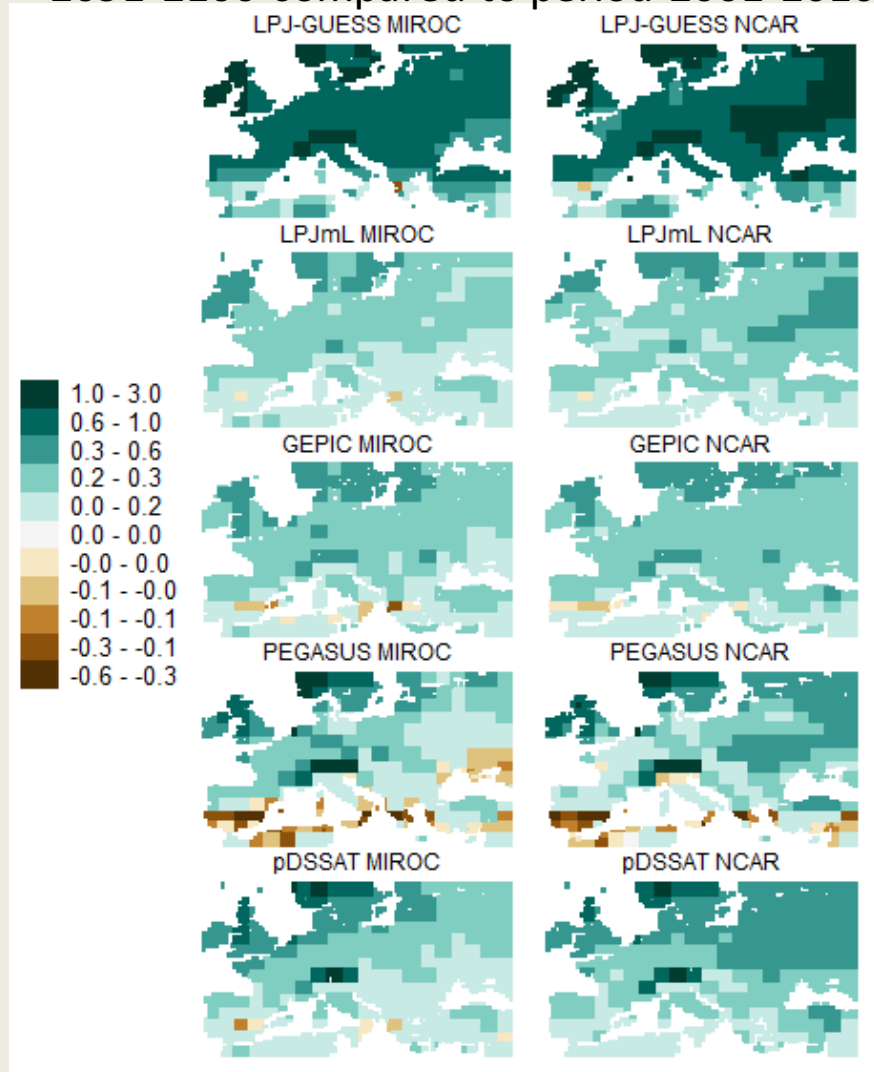 compared to period
LPJ-GUESS MIROC
LPJ-GUESS NCAR
LPJmL MIROC
LPJmL NCAR
1.0 - 3.0
0.6 - 1.0
0.3 - 0.6
0.2 - 0.3
0.0 - 0.2
0.0 - 0.0
-0.0 - 0.0
-0.1 - -0.0
-0.1 - -0.1
-0.3 - -0.1
-0.6 - -0.3
GEPIC MIROC
GEPIC NCAR
PEGASUS MIROC
PEGASUS NCAR
pDSSAT MIROC
pDSSAT NCAR